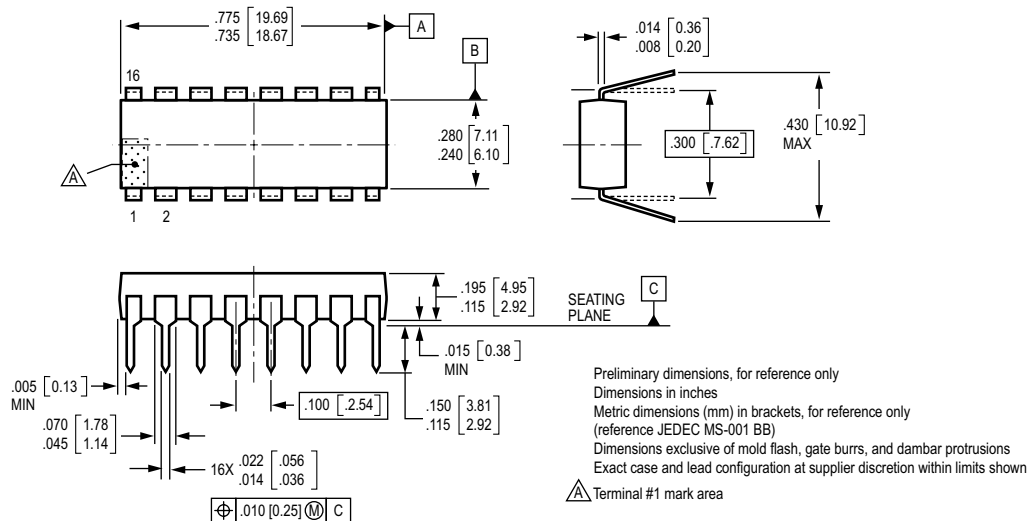 .775 [19.69]
.735 [18.67]
A
B
16
.280 [7.11]
.240 [6.10]
A
1 2
.014 [0.36]
.008 [0.20]
.300 [.7.62]
.430 [10.92]
MAX
.195 [4.95]
.115 [2.92]
SEATING
PLANE
C
.015 [0.38]
MIN
.005 [0.13]
MIN
.100 [.2.54]
.150 [3.81]
.115 [2.92]
.070 [1.78]
.045 [1.14]
16X .022 [.056]
.014 [.036]
⌖ .010 [0.25] Ⓜ C
Preliminary dimensions, for reference only
Dimensions in inches
Metric dimensions (mm) in brackets, for reference only
(reference JEDEC MS-001 BB)
Dimensions exclusive of mold flash, gate burrs, and dambar protrusions
Exact case and lead configuration at supplier discretion within limits shown
A Terminal #1 mark area